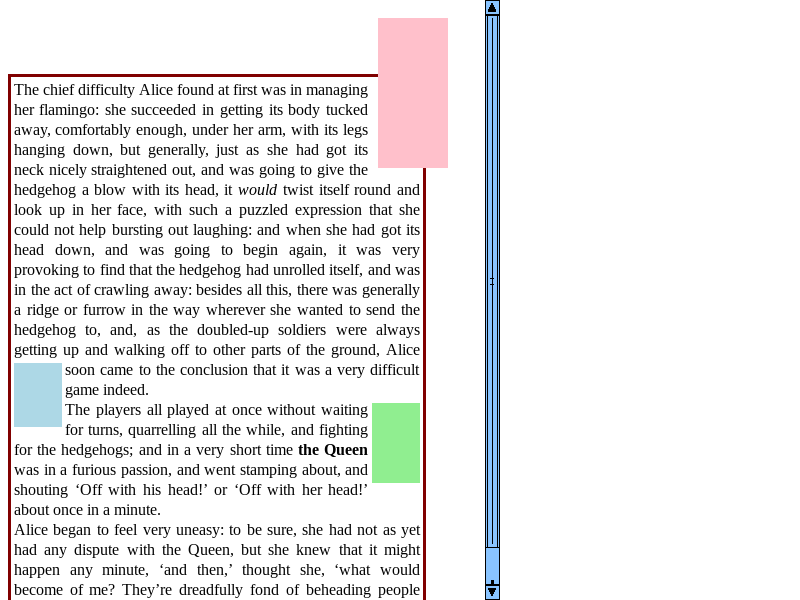 The chief difficulty Alice found at first was in managing
her flamingo: she succeeded in getting its body tucked
away, comfortably enough, under her arm, with its legs
hanging down, but generally, just as she had got its
neck nicely straightened out, and was going to give the
hedgehog a blow with its head, it would twist itself round and
look up in her face, with such a puzzled expression that she
could not help bursting out laughing: and when she had got its
head down, and was going to begin again, it was very
provoking to find that the hedgehog had unrolled itself, and was
in the act of crawling away: besides all this, there was generally
a ridge or furrow in the way wherever she wanted to send the
hedgehog to, and, as the doubled-up soldiers were always
getting up and walking off to other parts of the ground, Alice
soon came to the conclusion that it was a very difficult
game indeed.
The players all played at once without waiting
for turns, quarrelling all the while, and fighting
for the hedgehogs; and in a very short time the Queen
was in a furious passion, and went stamping about, and
shouting ‘Off with his head!’ or ‘Off with her head!’
about once in a minute.
Alice began to feel very uneasy: to be sure, she had not as yet
had any dispute with the Queen, but she knew that it might
happen any minute, ‘and then,’ thought she, ‘what would
become of me? They’re dreadfully fond of beheading people